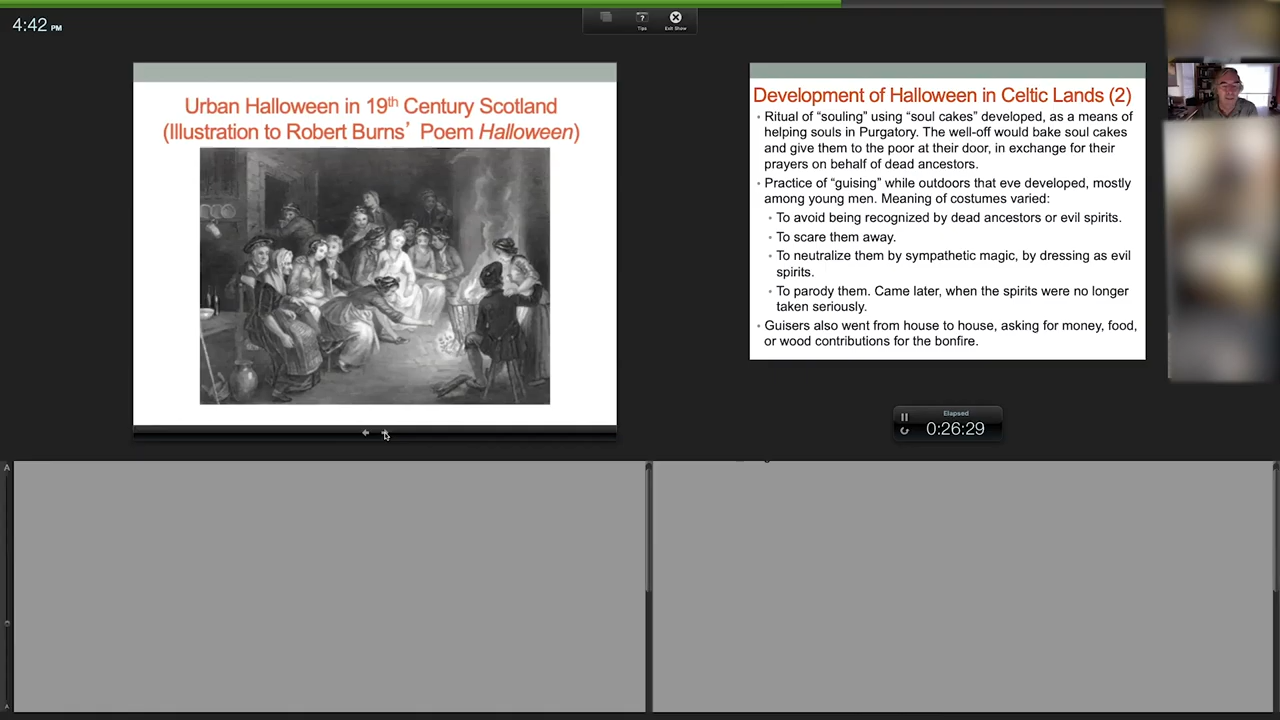 4:42 PM
Tips
Exit Show
Urban Halloween in 19th Century Scotland
(Illustration to Robert Burns’ Poem Halloween)
Development of Halloween in Celtic Lands (2)
• Ritual of “souling” using “soul cakes” developed, as a means of
helping souls in Purgatory. The well-off would bake soul cakes
and give them to the poor at their door, in exchange for their
prayers on behalf of dead ancestors.
• Practice of “guising” while outdoors that eve developed, mostly
among young men. Meaning of costumes varied:
• To avoid being recognized by dead ancestors or evil spirits.
• To scare them away.
• To neutralize them by sympathetic magic, by dressing as evil
spirits.
• To parody them. Came later, when the spirits were no longer
taken seriously.
• Guisers also went from house to house, asking for money, food,
or wood contributions for the bonfire.
Elapsed
0:26:29
A
A